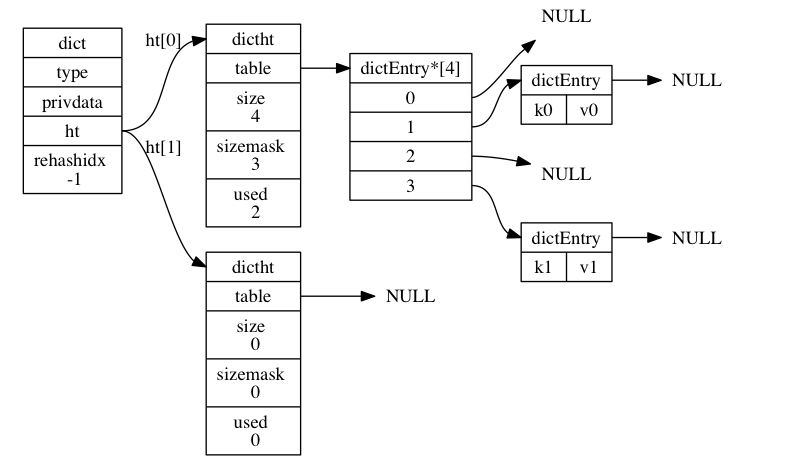 dict
type
privdata
ht
rehashidx
-1
ht[0]
ht[1]
dictht
table
size
4
sizemask
3
used
2
dictht
table
size
0
sizemask
0
used
0
NULL
dictEntry*[4]
0
1
2
3
NULL
dictEntry
k0 v0
NULL
NULL
dictEntry
k1 v1
NULL